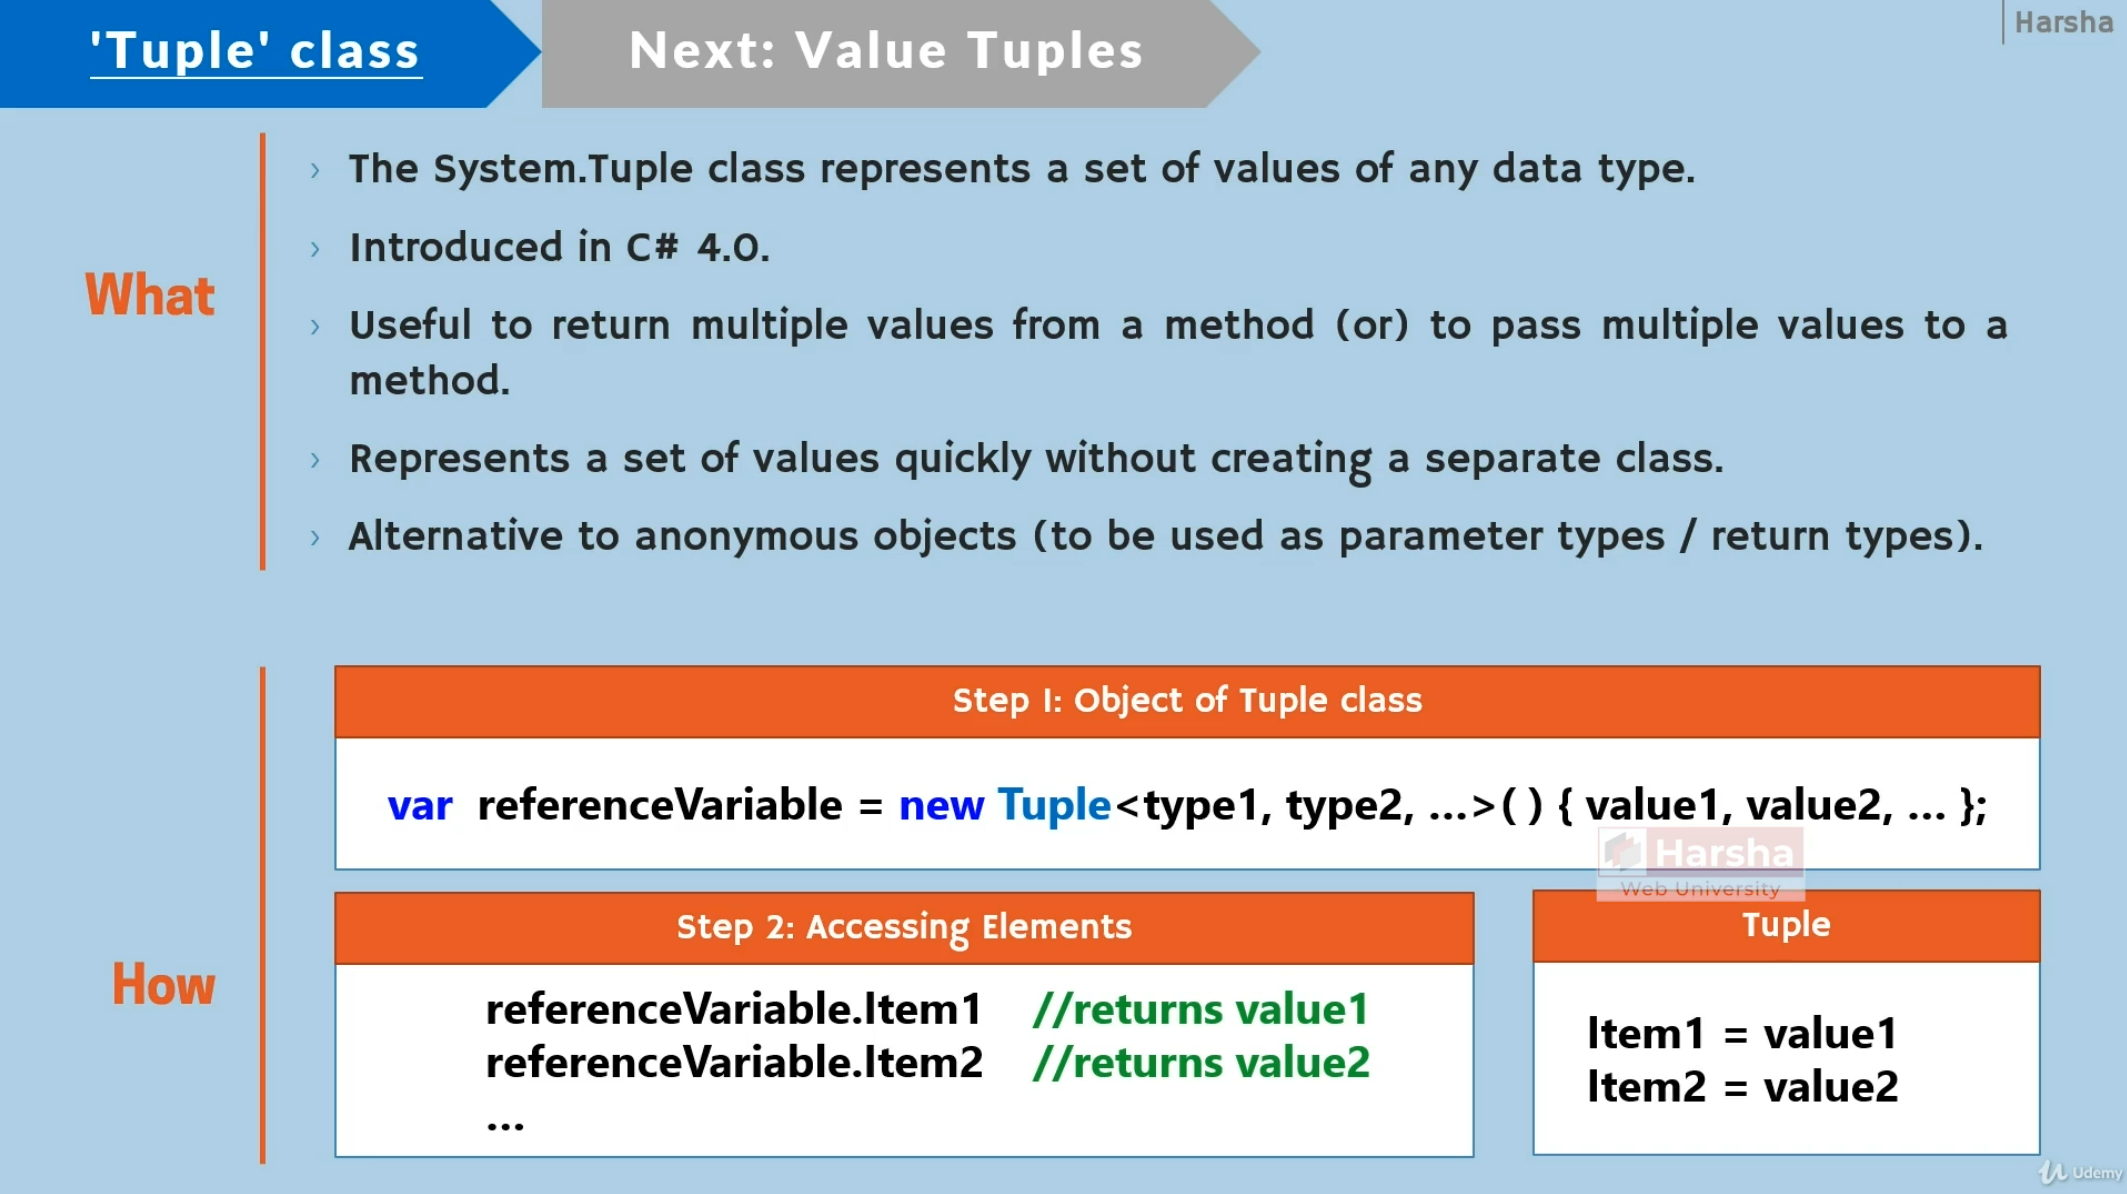 'Tuple' class
Next: Value Tuples
Harsha
What
› The System.Tuple class represents a set of values of any data type.
› Introduced in C# 4.0.
› Useful to return multiple values from a method (or) to pass multiple values to a
method.
› Represents a set of values quickly without creating a separate class.
› Alternative to anonymous objects (to be used as parameter types / return types).
How
Step 1: Object of Tuple class
var referenceVariable = new Tuple<type1, type2, ...>( ) { value1, value2, ... };
Harsha
Web University
Step 2: Accessing Elements
referenceVariable.Item1 //returns value1
referenceVariable.Item2 //returns value2
...
Tuple
Item1 = value1
Item2 = value2
Udemy